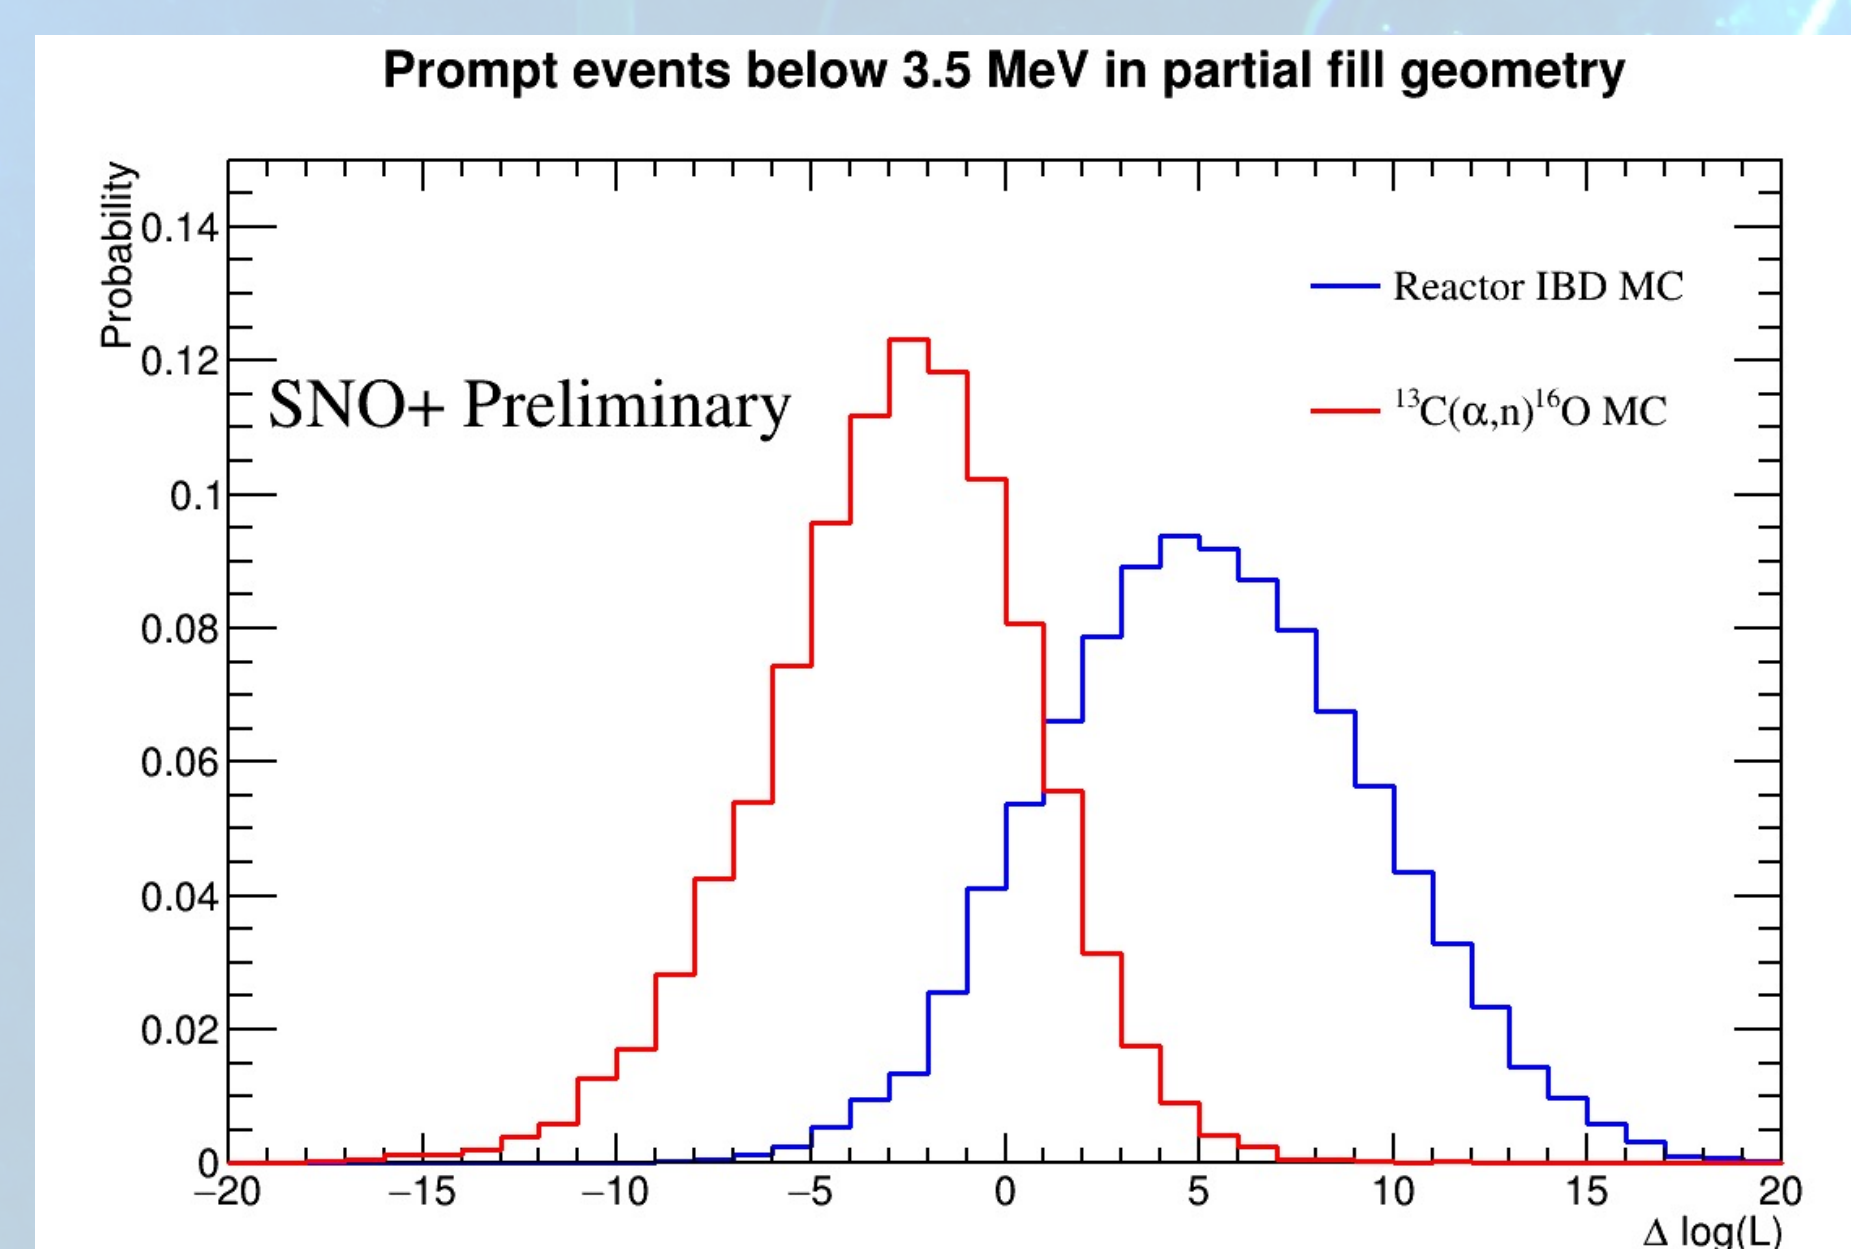 Prompt events below 3.5 MeV in partial fill geometry
Probability
0.14
0.12
0.1
0.08
0.06
0.04
0.02
0
SNO+ Preliminary
Reactor IBD MC
¹³C(α,n)¹⁶O MC
−20 −15 −10 −5 0 5 10 15 20
Δ log(L)